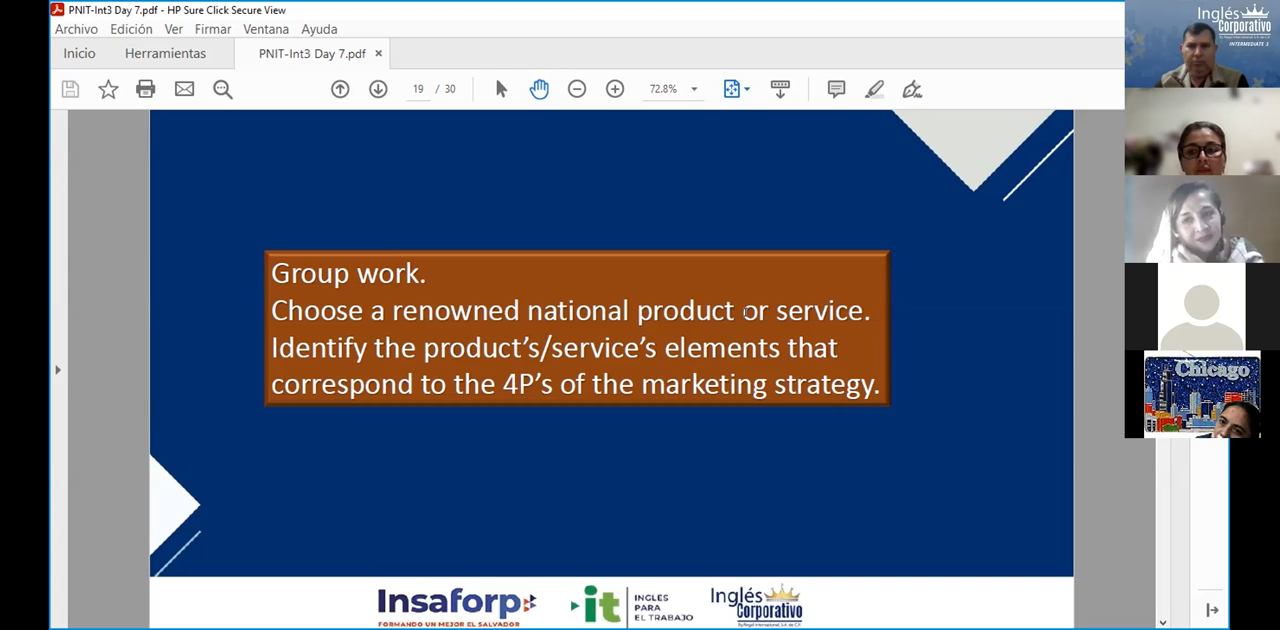 PNIT-Int3 Day 7.pdf - HP Sure Click Secure View
Archivo Edición Ver Firmar Ventana Ayuda
Inicio Herramientas PNIT-Int3 Day 7.pdf ×
19 / 30 72.8%
Group work.
Choose a renowned national product or service.
Identify the product's/service's elements that
correspond to the 4P's of the marketing strategy.
Insaforp
FORMANDO UN MEJOR EL SALVADOR
it
INGLÉS
PARA
EL TRABAJO
Inglés
Corporativo
Inglés
Corporativo
INTERMEDIATE 3
Chicago